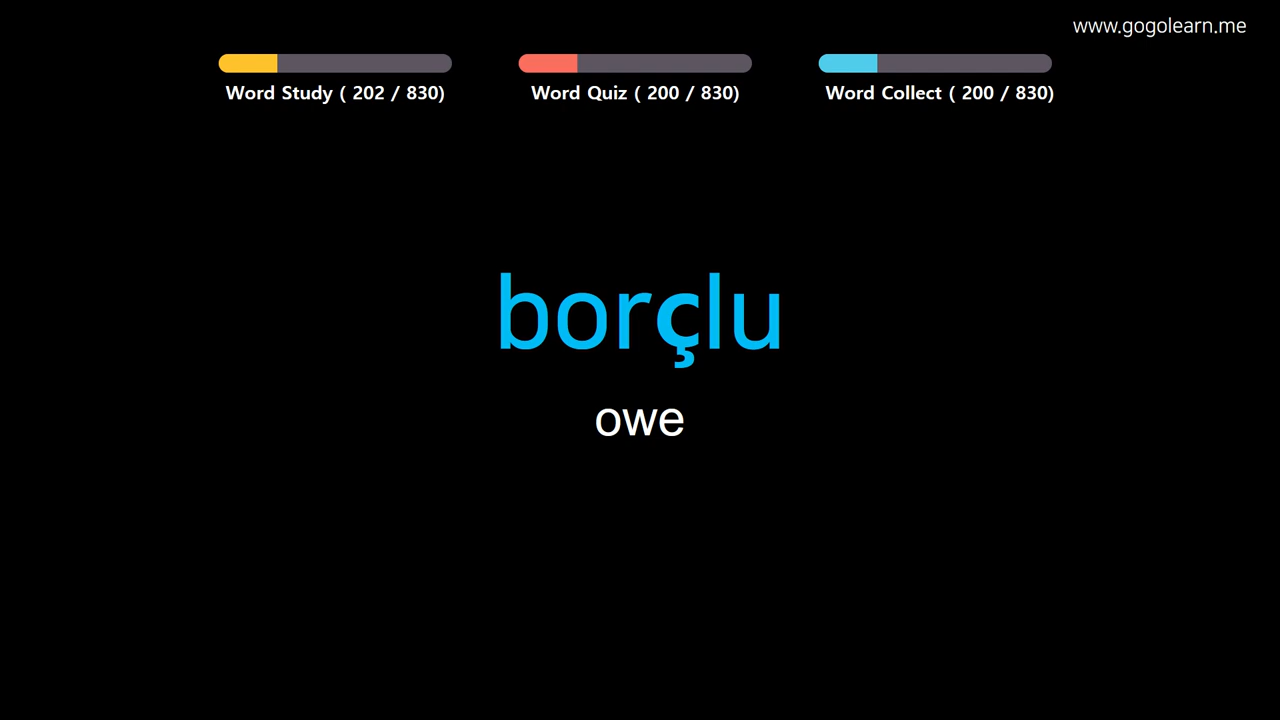 www.gogolearn.me
Word Study ( 202 / 830)
Word Quiz ( 200 / 830)
Word Collect ( 200 / 830)
borçlu
owe